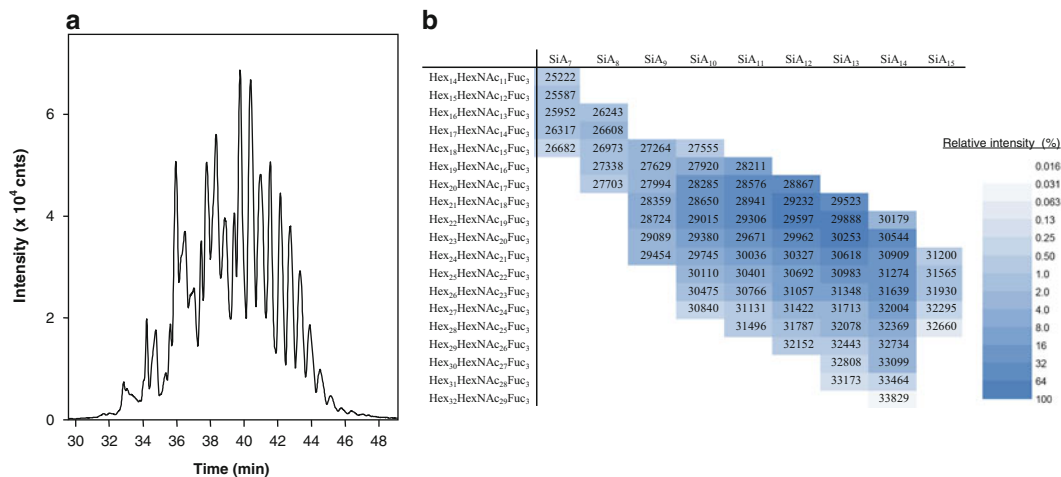 a
Intensity (x 10⁴ cnts)
6
4
2
0
30 32 34 36 38 40 42 44 46 48
Time (min)
b
SiA₇ SiA₈ SiA₉ SiA₁₀ SiA₁₁ SiA₁₂ SiA₁₃ SiA₁₄ SiA₁₅
Hex₁₄HexNAc₁₁Fuc₃ 25222
Hex₁₅HexNAc₁₂Fuc₃ 25587
Hex₁₆HexNAc₁₃Fuc₃ 25952 26243
Hex₁₇HexNAc₁₄Fuc₃ 26317 26608
Hex₁₈HexNAc₁₅Fuc₃ 26682 26973 27264 27555
Hex₁₉HexNAc₁₆Fuc₃ 27338 27629 27920 28211
Hex₂₀HexNAc₁₇Fuc₃ 27703 27994 28285 28576 28867
Hex₂₁HexNAc₁₈Fuc₃ 28359 28650 28941 29232 29523
Hex₂₂HexNAc₁₉Fuc₃ 28724 29015 29306 29597 29888 30179
Hex₂₃HexNAc₂₀Fuc₃ 29089 29380 29671 29962 30253 30544
Hex₂₄HexNAc₂₁Fuc₃ 29454 29745 30036 30327 30618 30909 31200
Hex₂₅HexNAc₂₂Fuc₃ 30110 30401 30692 30983 31274 31565
Hex₂₆HexNAc₂₃Fuc₃ 30475 30766 31057 31348 31639 31930
Hex₂₇HexNAc₂₄Fuc₃ 30840 31131 31422 31713 32004 32295
Hex₂₈HexNAc₂₅Fuc₃ 31496 31787 32078 32369 32660
Hex₂₉HexNAc₂₆Fuc₃ 32152 32443 32734
Hex₃₀HexNAc₂₇Fuc₃ 32808 33099
Hex₃₁HexNAc₂₈Fuc₃ 33173 33464
Hex₃₂HexNAc₂₉Fuc₃ 33829
Relative intensity (%)
0.016
0.031
0.063
0.13
0.25
0.50
1.0
2.0
4.0
8.0
16
32
64
100